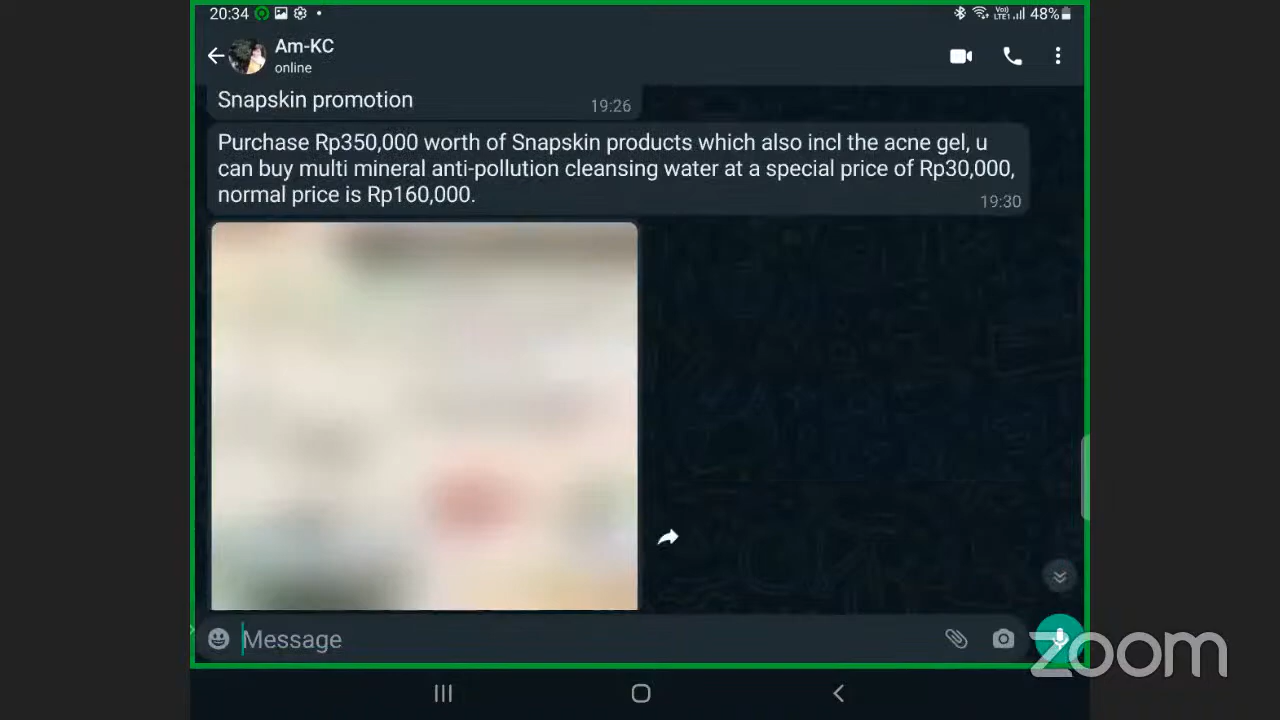 20:34
LTE1 48%
Am-KC
online
Snapskin promotion
19:26
Purchase Rp350,000 worth of Snapskin products which also incl the acne gel, u
can buy multi mineral anti-pollution cleansing water at a special price of Rp30,000,
normal price is Rp160,000.
19:30
Message
zoom